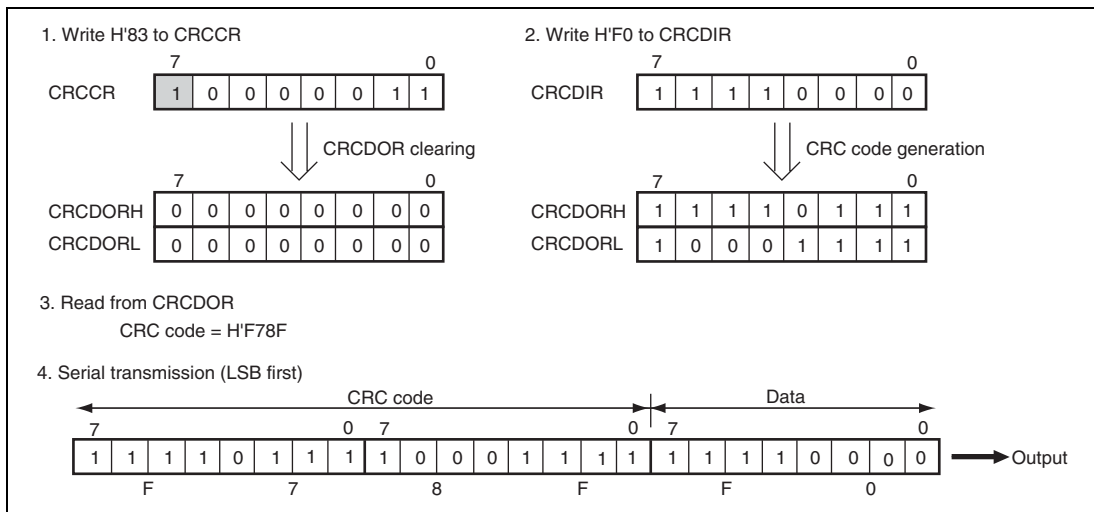 1. Write H'83 to CRCCR
7 0
CRCCR 1 0 0 0 0 0 1 1
CRCDOR clearing
7 0
CRCDORH 0 0 0 0 0 0 0 0
CRCDORL 0 0 0 0 0 0 0 0
2. Write H'F0 to CRCDIR
7 0
CRCDIR 1 1 1 1 0 0 0 0
CRC code generation
7 0
CRCDORH 1 1 1 1 0 1 1 1
CRCDORL 1 0 0 0 1 1 1 1
3. Read from CRCDOR
CRC code = H'F78F
4. Serial transmission (LSB first)
CRC code Data
7 0 7 0 7 0
1 1 1 1 0 1 1 1 1 0 0 0 1 1 1 1 1 1 1 1 0 0 0 0 Output
F 7 8 F F 0